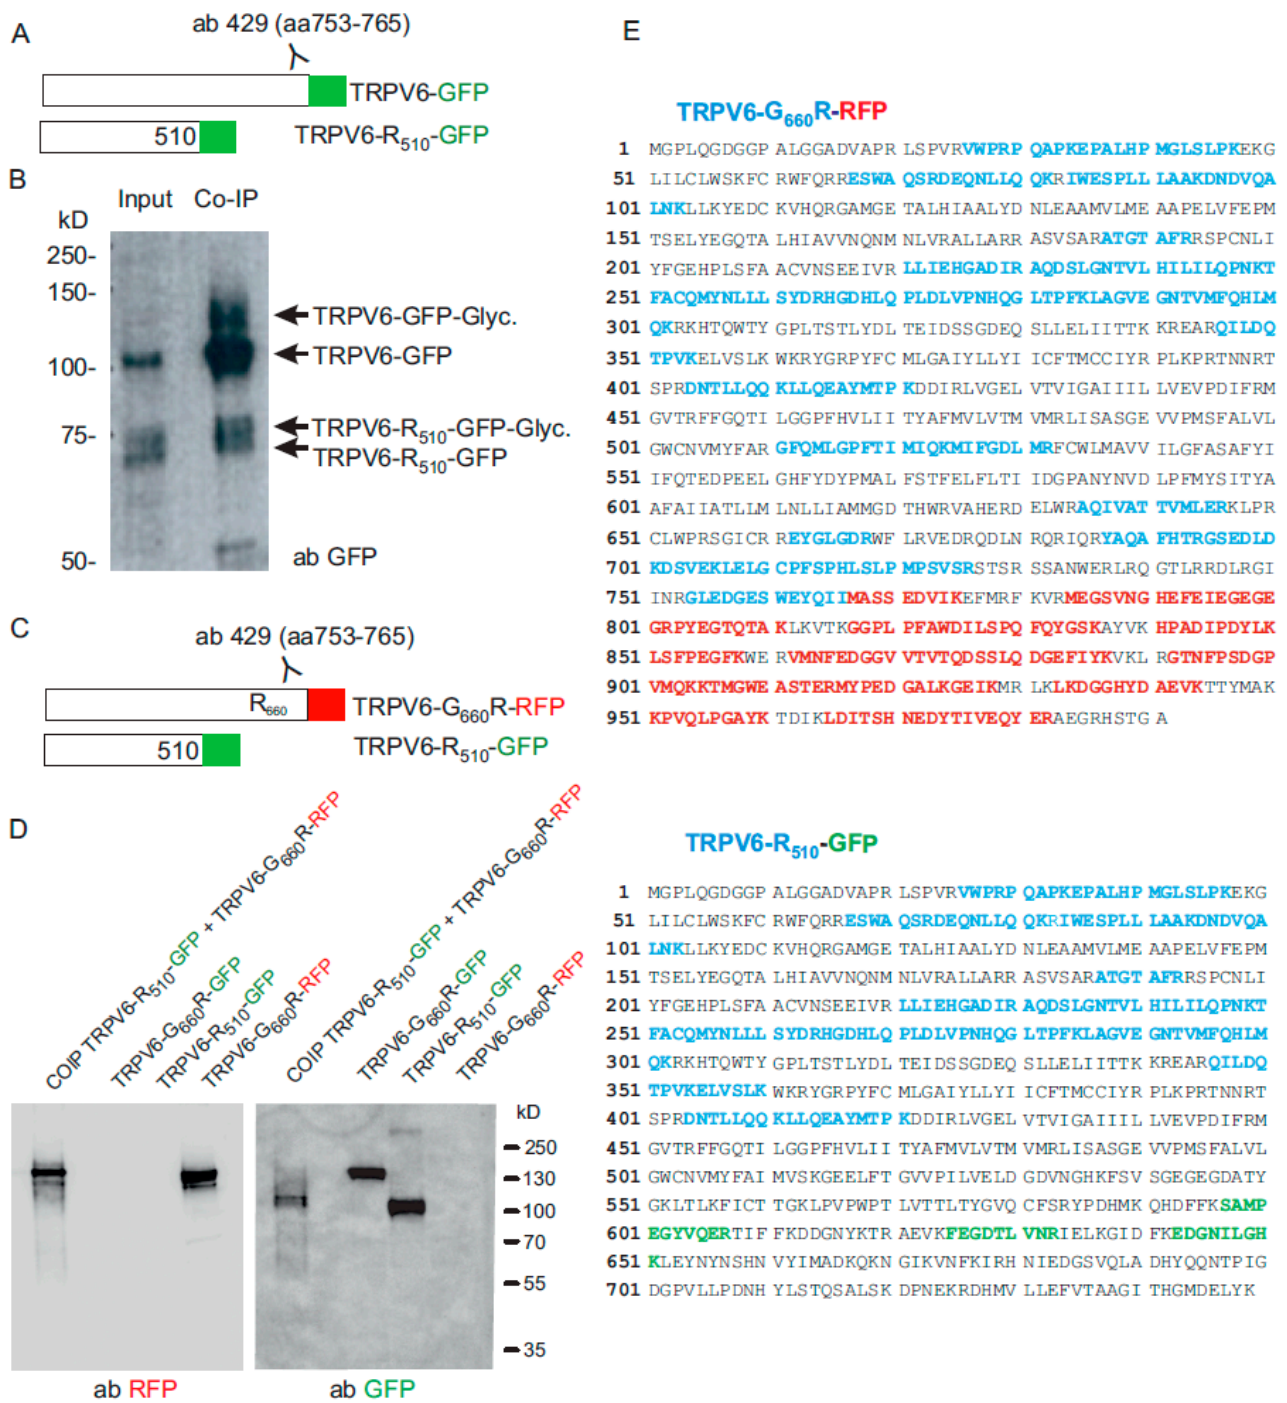 A
ab 429 (aa753-765)
TRPV6-GFP
510
TRPV6-R510-GFP
B
Input Co-IP
kD
250-
150-
100-
75-
50-
TRPV6-GFP-Glyc.
TRPV6-GFP
TRPV6-R510-GFP-Glyc.
TRPV6-R510-GFP
ab GFP
C
ab 429 (aa753-765)
R660
TRPV6-G660R-RFP
510
TRPV6-R510-GFP
D
COIP TRPV6-R510-GFP + TRPV6-G660R-RFP
TRPV6-G660R-GFP
TRPV6-R510-GFP
TRPV6-G660R-RFP
COIP TRPV6-R510-GFP + TRPV6-G660R-RFP
TRPV6-G660R-GFP
TRPV6-R510-GFP
TRPV6-G660R-RFP
kD
250
130
100
70
55
35
ab RFP
ab GFP
E
TRPV6-G660R-RFP
1 MGPLQGDGGP ALGGADVAPR LSPVRVWPRP QAPKEPALHP MGLSLPKEKG
51 LILCLWSKFC RWFQRRESWA QSRDEQNLLQ QKRIWESPLL LAAKDNDVQA
101 LNKLLKYEDC KVHQRGAMGE TALHIAALYD NLEAAMVLME AAPELVFEPM
151 TSELYEGQTA LHIAVVNQNM NLVRALLARR ASVSARATGT AFRRSPCNLI
201 YFGEHPLSFA ACVNSEEIVR LLIEHGADIR AQDSLGNTVL HILILQPNKT
251 FACQMYNLLL SYDRHGDHLQ PLDLVPNHQG LTPFKLAGVE GNTVMFQHLM
301 QKRKHTQWTY GPLTSTLYDL TEIDSSGDEQ SLLELIITTK KREARQILDQ
351 TPVKELVSLK WKRYGRPYFC MLGAIYLLYI ICFTMCCIYR PLKPRTNNRT
401 SPRDNTLLQQ KLLQEAYMTP KDDIRLVGEL VTVIGAIIIL LVEVPDIFRM
451 GVTRFFGQTI LGGPFHVLII TYAFMVLVTM VMRLISASGE VVPMSFALVL
501 GWCNVMYFAR GFQMLGPFTI MIQKMIFGDL MRFCWLMAVV ILGFASAFYI
551 IFQTEDPEEL GHFYDYPMAL FSTFELFLTI IDGPANYNVD LPFMYSITYA
601 AFAIIATLLM LNLLIAMMGD THWRVAHERD ELWRAQIVAT TVMLERKLPR
651 CLWPRSGICR REYGLGDRWF LRVEDRQDLN RQRIQRYAQA FHTRGSEDLD
701 KDSVEKLELG CPFSPHLSLP MPSVSRSTSR SSANWERLRQ GTLRRDLRGI
751 INRGLEDGES WEYQIIMASS EDVIKEFMRF KVRMEGSVNG HEFEIEGEGE
801 GRPYEGTQTA KLKVTKGGPL PFAWDILSPQ FQYGSKAYVK HPADIPDYLK
851 LSFPEGFKWE RVMNFEDGGV VTVTQDSSLQ DGEFIYKVKL RGTNFPSDGP
901 VMQKKTMGWE ASTERMYPED GALKGEIKMR LKLKDGGHYD AEVKTTYMAK
951 KPVQLPGAYK TDIKLDITSH NEDYTIVEQY ERAEGRHSTG A
TRPV6-R510-GFP
1 MGPLQGDGGP ALGGADVAPR LSPVRVWPRP QAPKEPALHP MGLSLPKEKG
51 LILCLWSKFC RWFQRRESWA QSRDEQNLLQ QKRIWESPLL LAAKDNDVQA
101 LNKLLKYEDC KVHQRGAMGE TALHIAALYD NLEAAMVLME AAPELVFEPM
151 TSELYEGQTA LHIAVVNQNM NLVRALLARR ASVSARATGT AFRRSPCNLI
201 YFGEHPLSFA ACVNSEEIVR LLIEHGADIR AQDSLGNTVL HILILQPNKT
251 FACQMYNLLL SYDRHGDHLQ PLDLVPNHQG LTPFKLAGVE GNTVMFQHLM
301 QKRKHTQWTY GPLTSTLYDL TEIDSSGDEQ SLLELIITTK KREARQILDQ
351 TPVKELVSLK WKRYGRPYFC MLGAIYLLYI ICFTMCCIYR PLKPRTNNRT
401 SPRDNTLLQQ KLLQEAYMTP KDDIRLVGEL VTVIGAIILL LVEVPDIFRM
451 GVTRFFGQTI LGGPFHVLII TYAFMVLVTM VMRLISASGE VVPMSFALVL
501 GWCNVMYFAI MVSKGEELFT GVVPILVELD GDVNGHKFSV SGEGEGDATY
551 GKLTLKFICT TGKLPVPWPT LVTTLTYGVQ CFSRYPDHMK QHDFFKSAMP
601 EGYVQERTIF FKDDGNYKTR AEVKFEGDTL VNRIELKGID FKEDGNILGH
651 KLEYNYNSHN VYIMADKQKN GIKVNFKIRH NIEDGSVQLA DHYQQNTPIG
701 DGPVLLPDNH YLSTQSALSK DPNEKRDHMV LLEFVTAAGI THGMDELYK